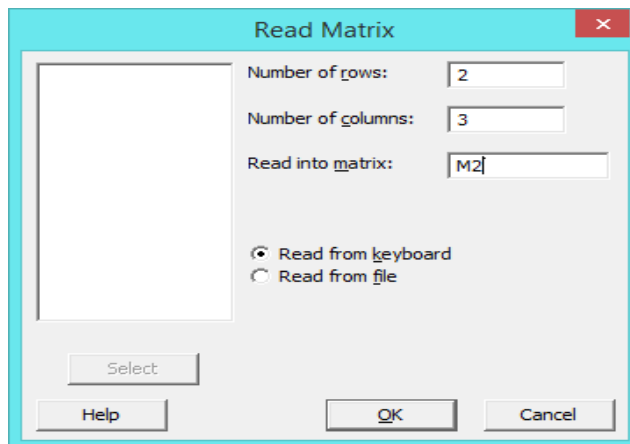 Read Matrix
Number of rows: 2
Number of columns: 3
Read into matrix: M2
Read from keyboard
Read from file
Select
Help OK Cancel